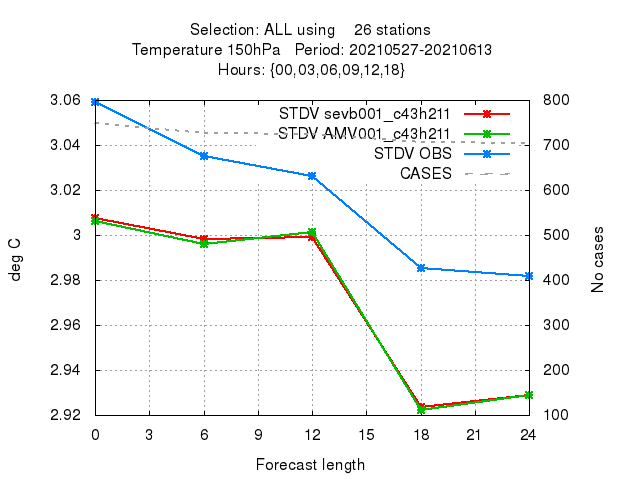 Selection: ALL using    26 stations
Temperature 150hPa   Period: 20210527-20210613
Hours: {00,03,06,09,12,18}
STDV sevb001_c43h211
STDV AMV001_c43h211
STDV OBS
CASES
3.06
3.04
3.02
3
2.98
2.96
2.94
2.92
800
700
600
500
400
300
200
100
deg C
No cases
0 3 6 9 12 15 18 21 24
Forecast length